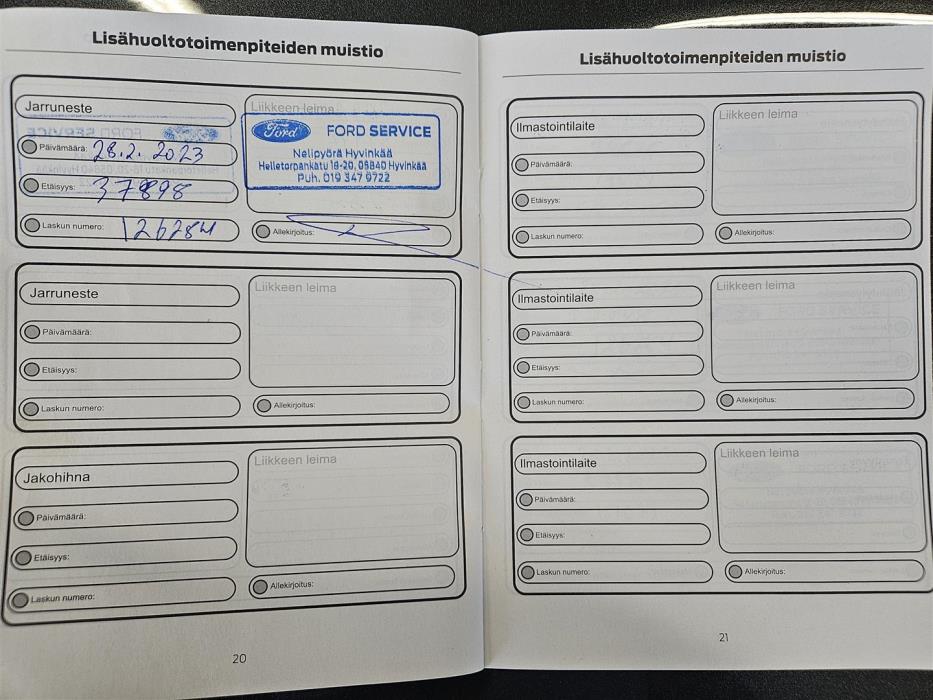 Lisähuoltotoimenpiteiden muistio
Jarruneste
Liikkeen leima
Päivämäärä: 28.2. 2023
Etäisyys: 37898
Laskun numero: 126284
Ford FORD SERVICE
Nelipyörä Hyvinkää
Helletorpankatu 18-20, 05840 Hyvinkää
Puh. 019 347 9722
Allekirjoitus:
Jarruneste
Liikkeen leima
Päivämäärä:
Etäisyys:
Laskun numero:
Allekirjoitus:
Jakohihna
Liikkeen leima
Päivämäärä:
Etäisyys:
Laskun numero:
Allekirjoitus:
20
Lisähuoltotoimenpiteiden muistio
Ilmastointilaite
Liikkeen leima
Päivämäärä:
Etäisyys:
Laskun numero:
Allekirjoitus:
Ilmastointilaite
Liikkeen leima
Päivämäärä:
Etäisyys:
Laskun numero:
Allekirjoitus:
Ilmastointilaite
Liikkeen leima
Päivämäärä:
Etäisyys:
Laskun numero:
Allekirjoitus:
21